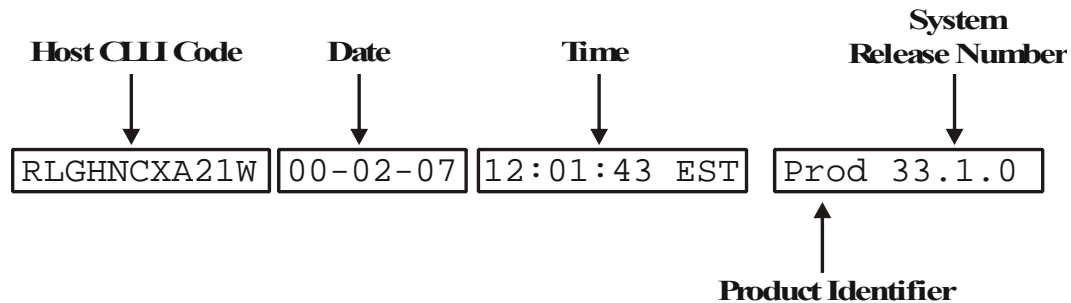 System
Host CLLI Code Date Time Release Number
RLGHNCXA21W 00-02-07 12:01:43 EST Prod 33.1.0
Product Identifier